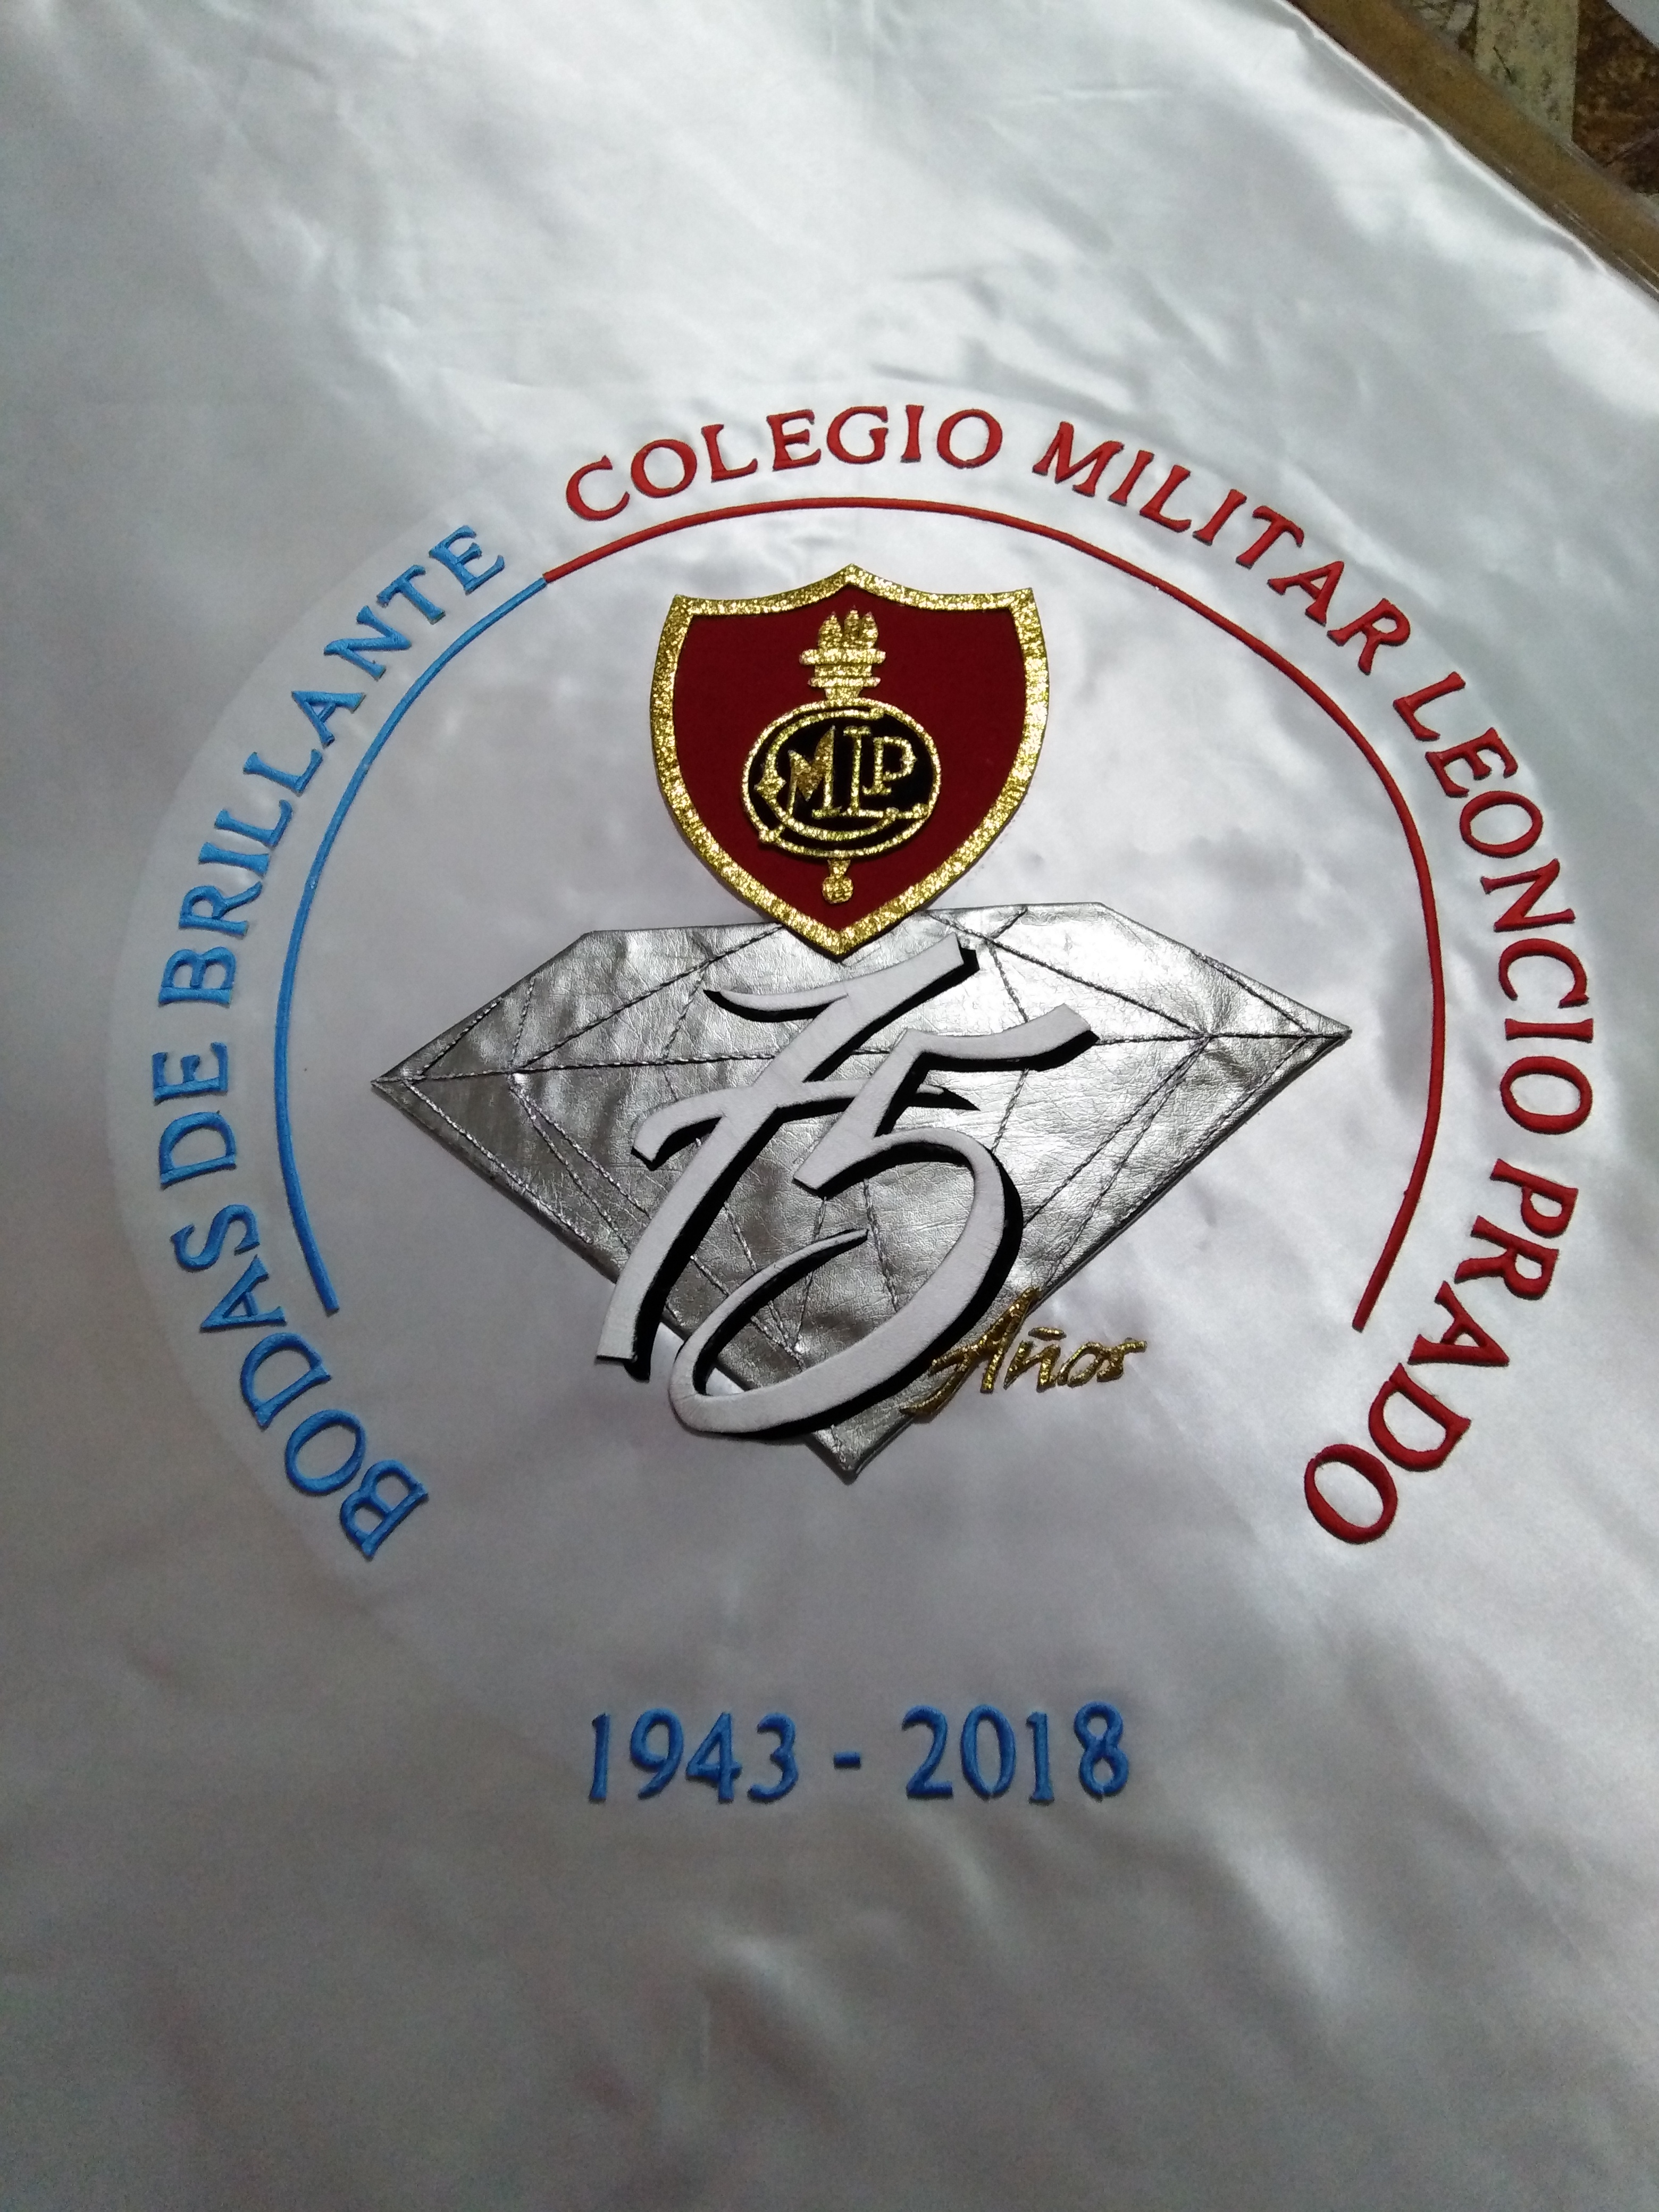 BODAS DE BRILLANTE COLEGIO MILITAR LEONCIO PRADO
CMLP
75
Años
1943 - 2018